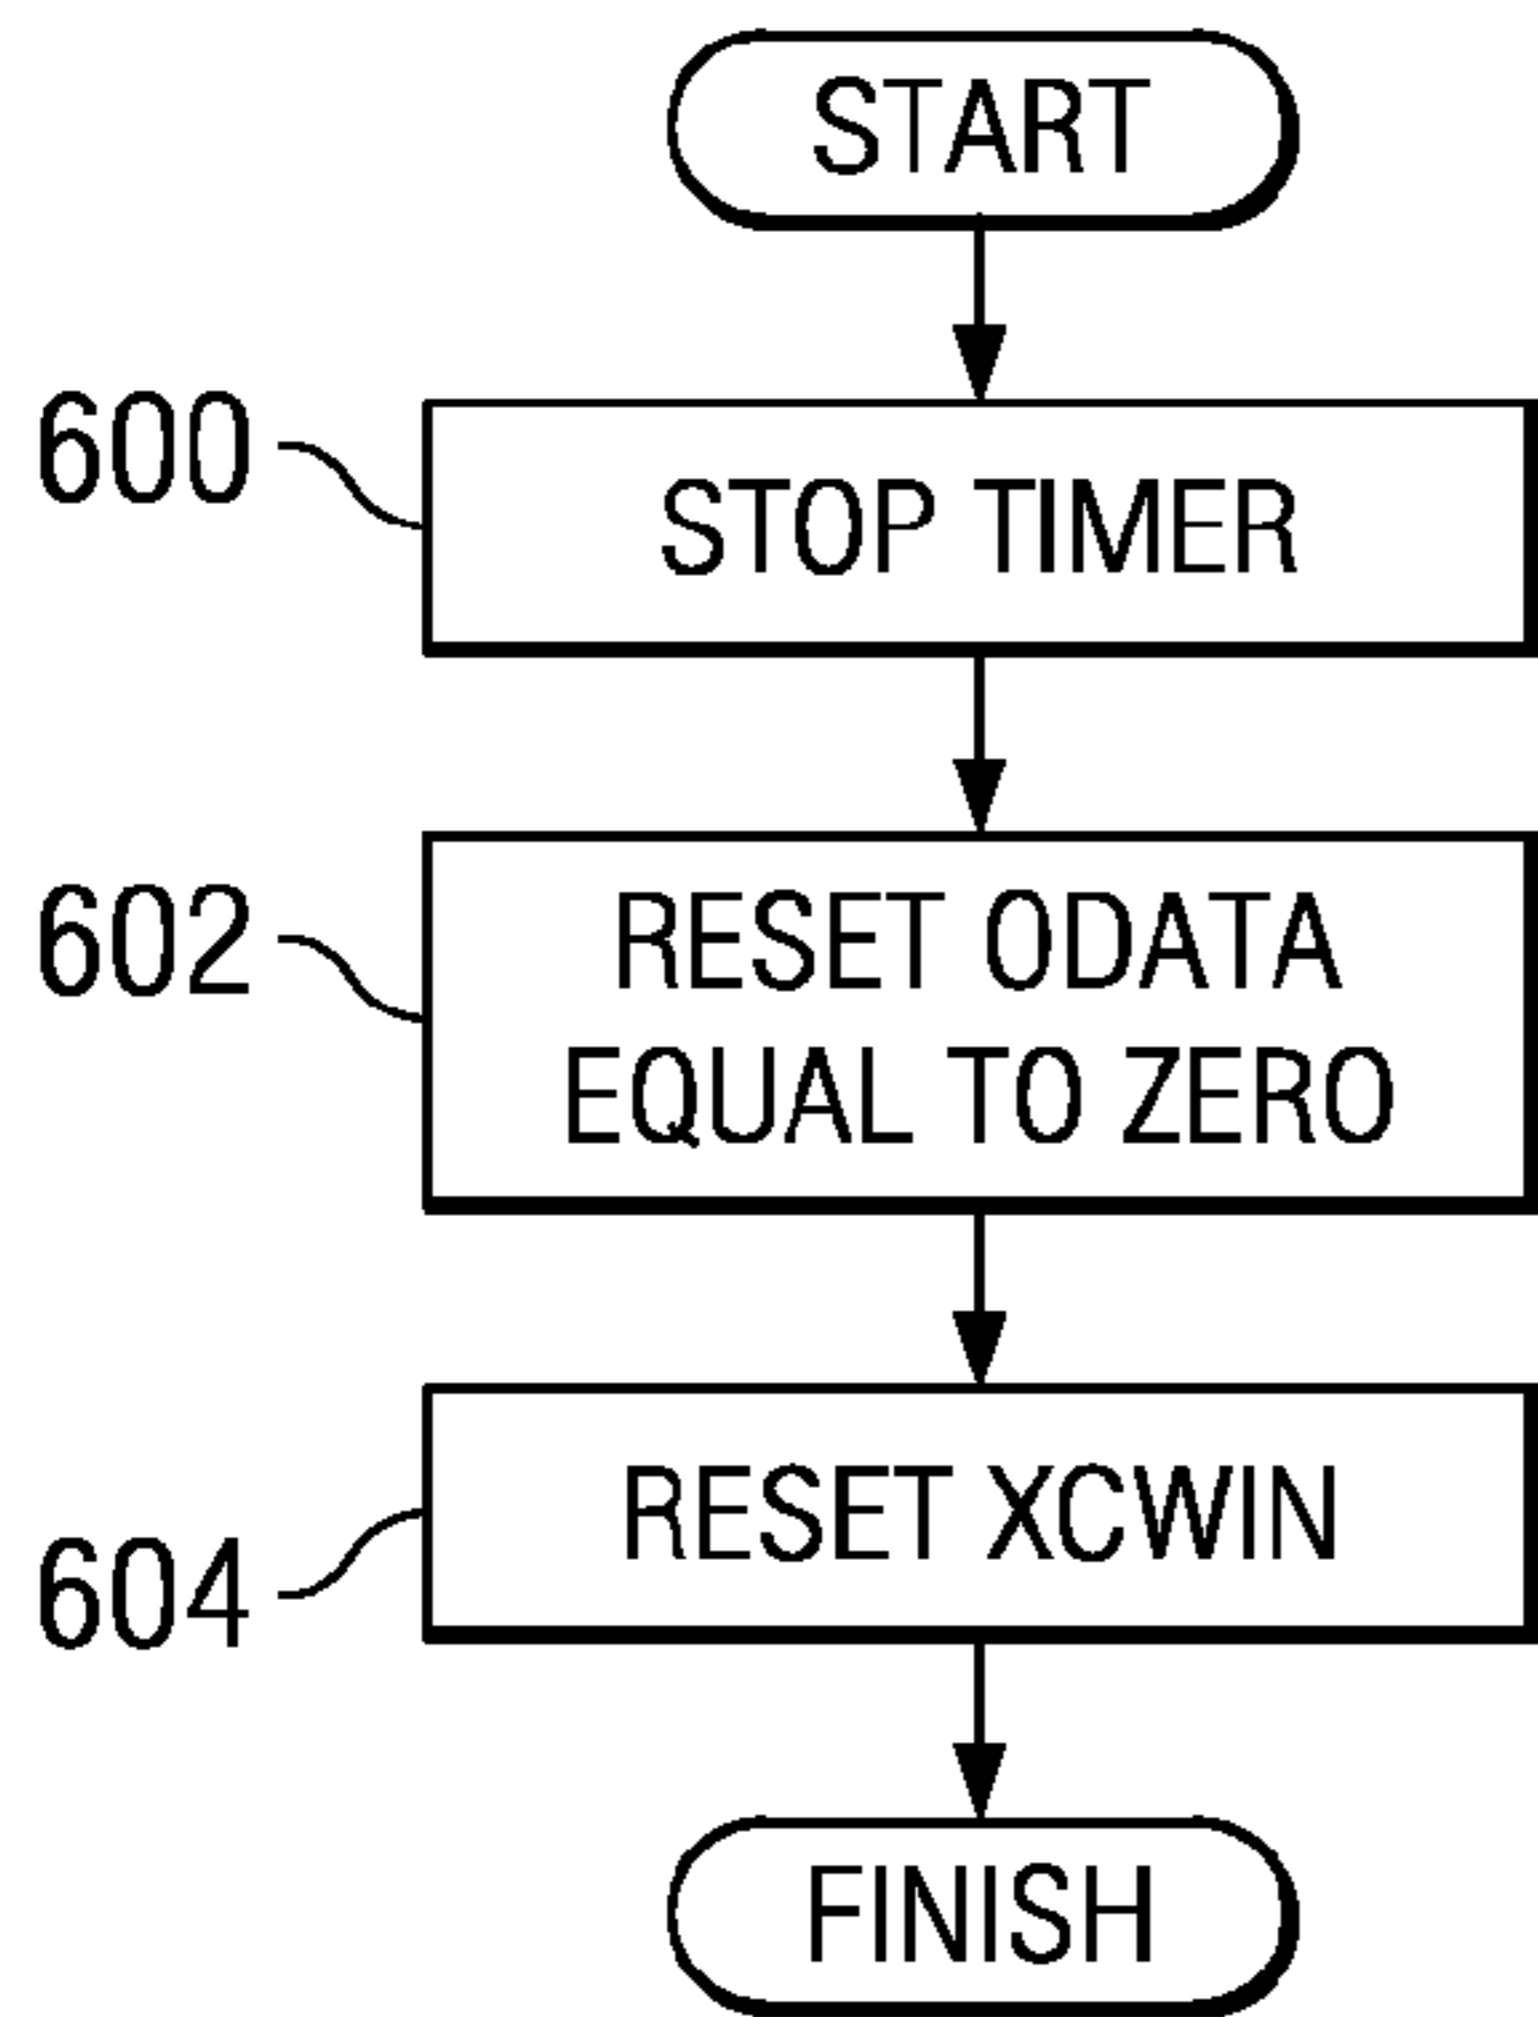 START
600
STOP TIMER
602
RESET ODATA
EQUAL TO ZERO
RESET XCWIN
604
FINISH